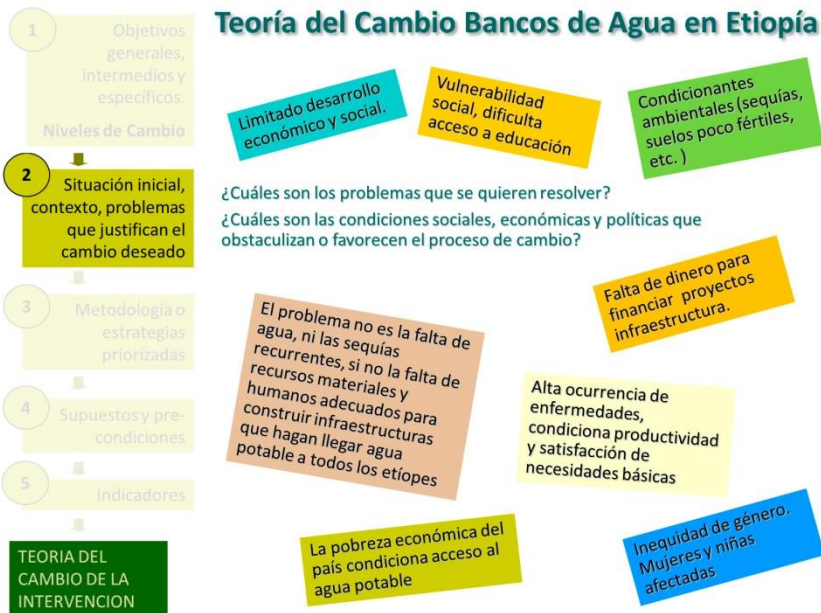 Teoría del Cambio Bancos de Agua en Etiopía
1
Objetivos
generales,
intermedios y
específicos.
Niveles de Cambio
2
Situación inicial,
contexto, problemas
que justifican el
cambio deseado
3
Metodología o
estrategias
priorizadas
4
Supuestos y pre-
condiciones
5
Indicadores
TEORIA DEL
CAMBIO DE LA
INTERVENCION
Limitado desarrollo
económico y social.
Vulnerabilidad
social, dificulta
acceso a educación
Condicionantes
ambientales (sequías,
suelos poco fértiles,
etc. )
¿Cuáles son los problemas que se quieren resolver?
¿Cuáles son las condiciones sociales, económicas y políticas que
obstaculizan o favorecen el proceso de cambio?
Falta de dinero para
financiar proyectos
infraestructura.
El problema no es la falta de
agua, ni las sequías
recurrentes, si no la falta de
recursos materiales y
humanos adecuados para
construir infraestructuras
que hagan llegar agua
potable a todos los etíopes
Alta ocurrencia de
enfermedades,
condiciona productividad
y satisfacción de
necesidades básicas
La pobreza económica del
país condiciona acceso al
agua potable
Inequidad de género.
Mujeres y niñas
afectadas